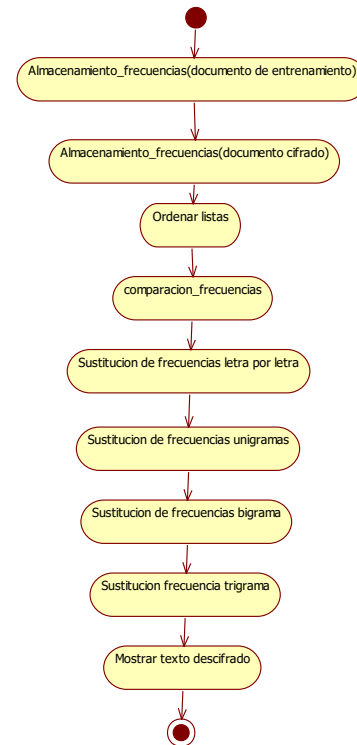 Almacenamiento_frecuencias(documento de entrenamiento)
Almacenamiento_frecuencias(documento cifrado)
Ordenar listas
comparacion_frecuencias
Sustitucion de frecuencias letra por letra
Sustitucion de frecuencias unigramas
Sustitucion de frecuencias bigrama
Sustitucion frecuencia trigrama
Mostrar texto descifrado